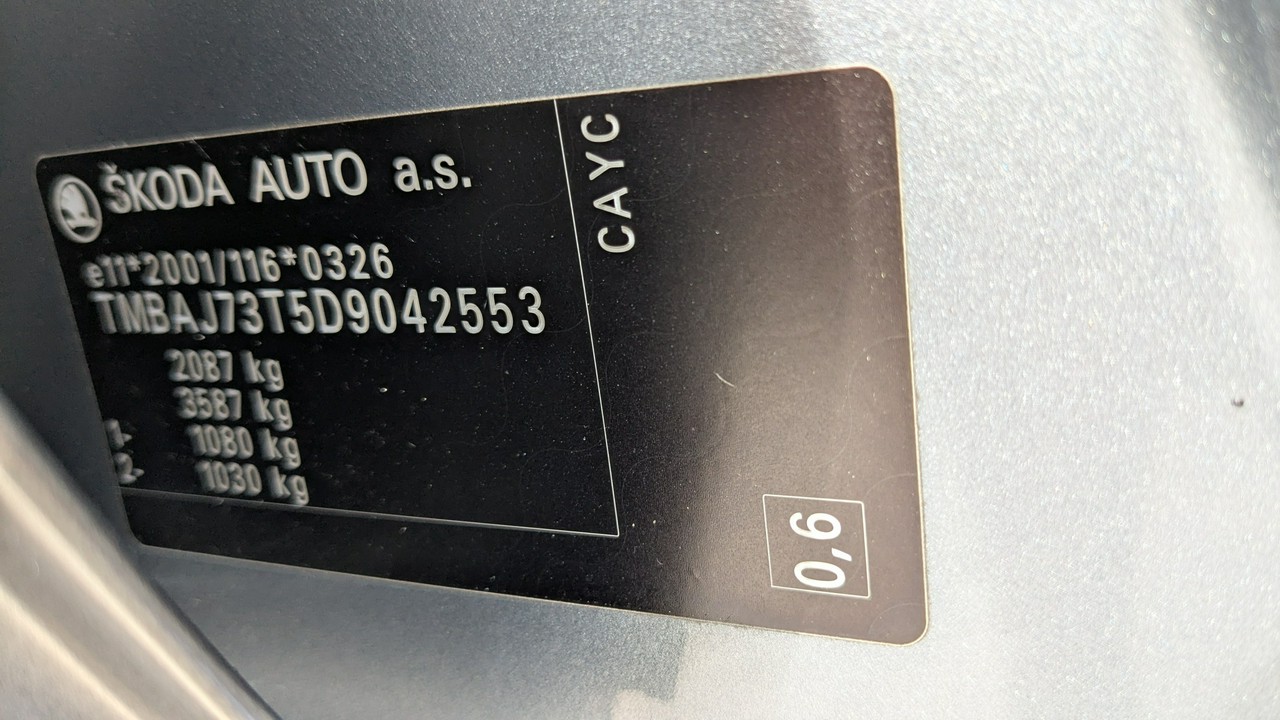 ŠKODA AUTO a.s.
e11*2001/116*0326
TMBAJ73T5D9042553
2087 kg
3587 kg
1- 1080 kg
2- 1030 kg
CAYC
0,6